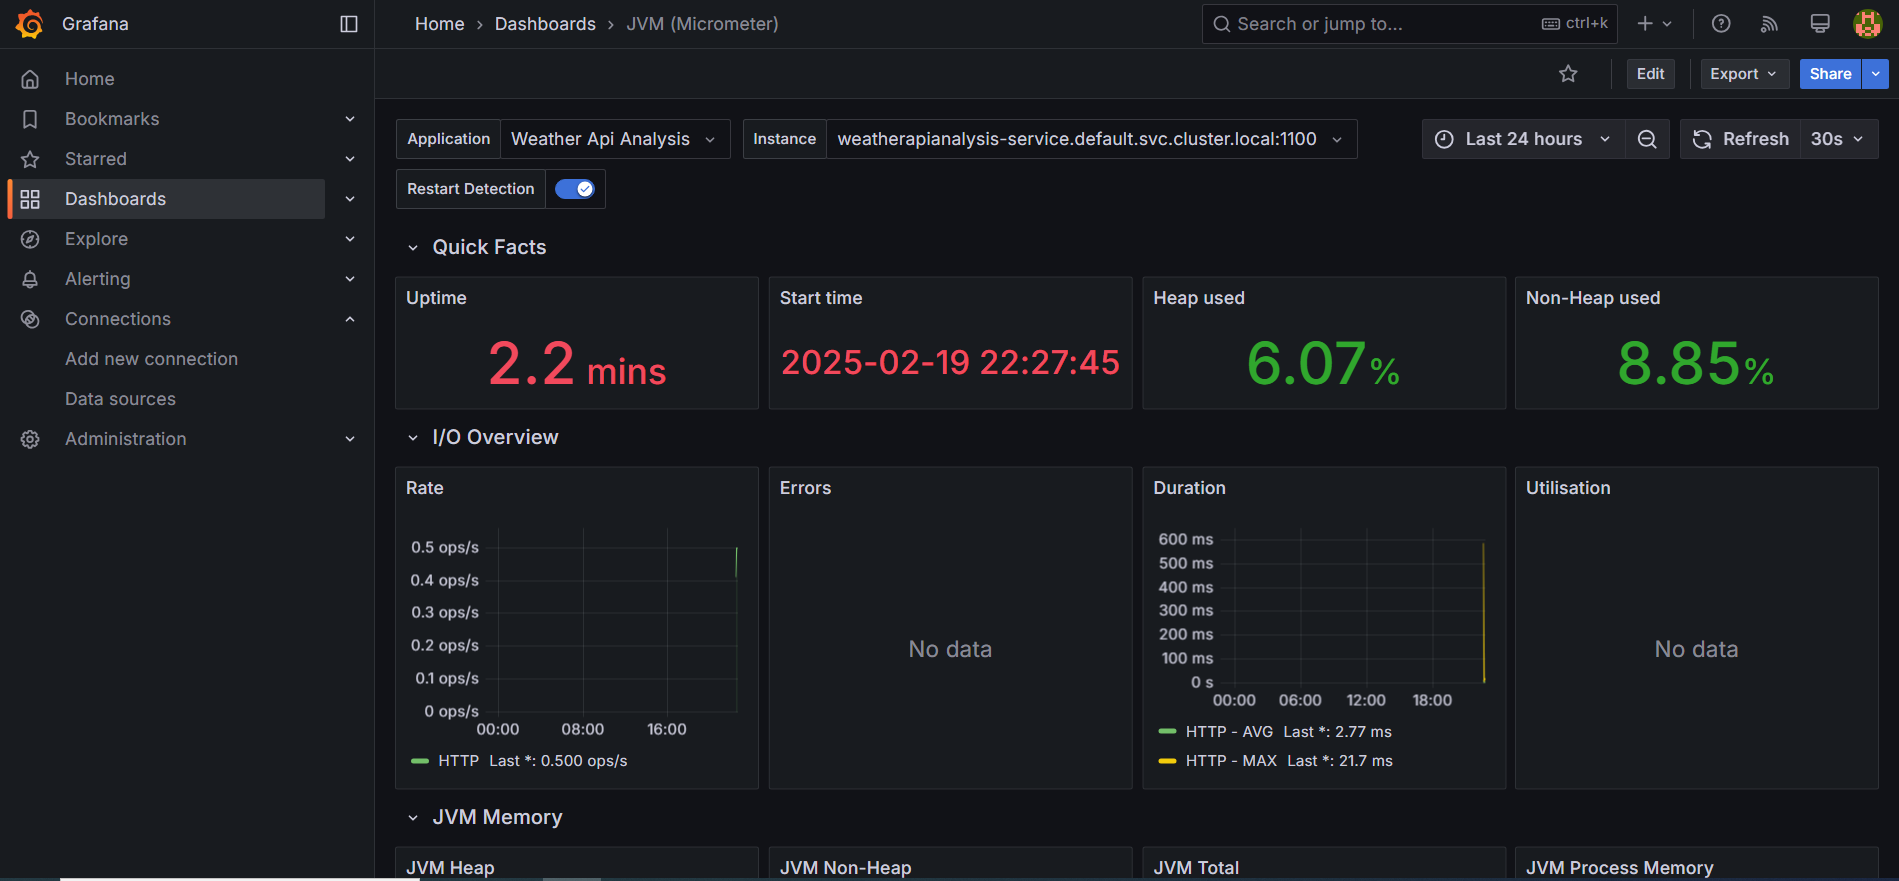 Grafana
Home › Dashboards › JVM (Micrometer)
Search or jump to...
ctrl+k
Home
Bookmarks
Starred
Dashboards
Explore
Alerting
Connections
Add new connection
Data sources
Administration
Edit
Export
Share
Application
Weather Api Analysis
Instance
weatherapianalysis-service.default.svc.cluster.local:1100
Last 24 hours
Refresh
30s
Restart Detection
Quick Facts
Uptime
2.2 mins
Start time
2025-02-19 22:27:45
Heap used
6.07%
Non-Heap used
8.85%
I/O Overview
Rate
0.5 ops/s
0.4 ops/s
0.3 ops/s
0.2 ops/s
0.1 ops/s
0 ops/s
00:00 08:00 16:00
HTTP Last *: 0.500 ops/s
Errors
No data
Duration
600 ms
500 ms
400 ms
300 ms
200 ms
100 ms
0 s
00:00 06:00 12:00 18:00
HTTP - AVG Last *: 2.77 ms
HTTP - MAX Last *: 21.7 ms
Utilisation
No data
JVM Memory
JVM Heap
JVM Non-Heap
JVM Total
JVM Process Memory